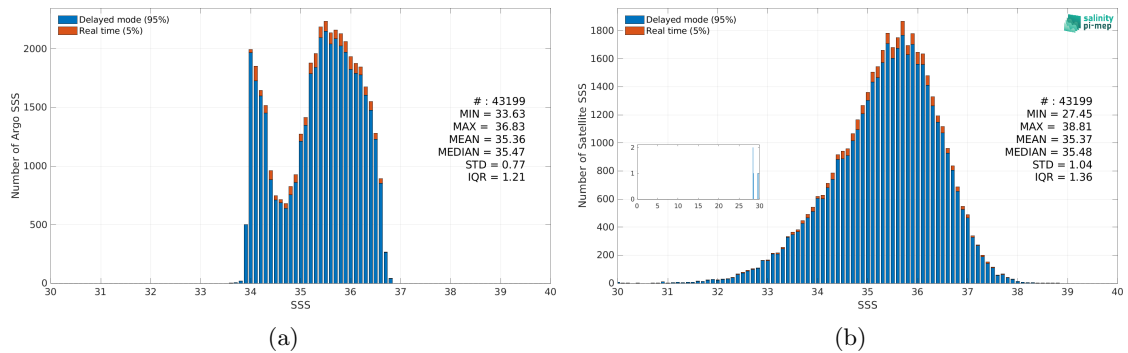 Delayed mode (95%)
Real time (5%)
Number of Argo SSS
2000
1500
1000
500
0
# : 43199
MIN = 33.63
MAX = 36.83
MEAN = 35.36
MEDIAN = 35.47
STD = 0.77
IQR = 1.21
30 31 32 33 34 35 36 37 38 39 40
SSS
(a)
Delayed mode (95%)
Real time (5%)
salinity
pi-mep
Number of Satellite SSS
1800
1600
1400
1200
1000
800
600
400
200
0
2
1
0
0 5 10 15 20 25 30
# : 43199
MIN = 27.45
MAX = 38.81
MEAN = 35.37
MEDIAN = 35.48
STD = 1.04
IQR = 1.36
30 31 32 33 34 35 36 37 38 39 40
SSS
(b)